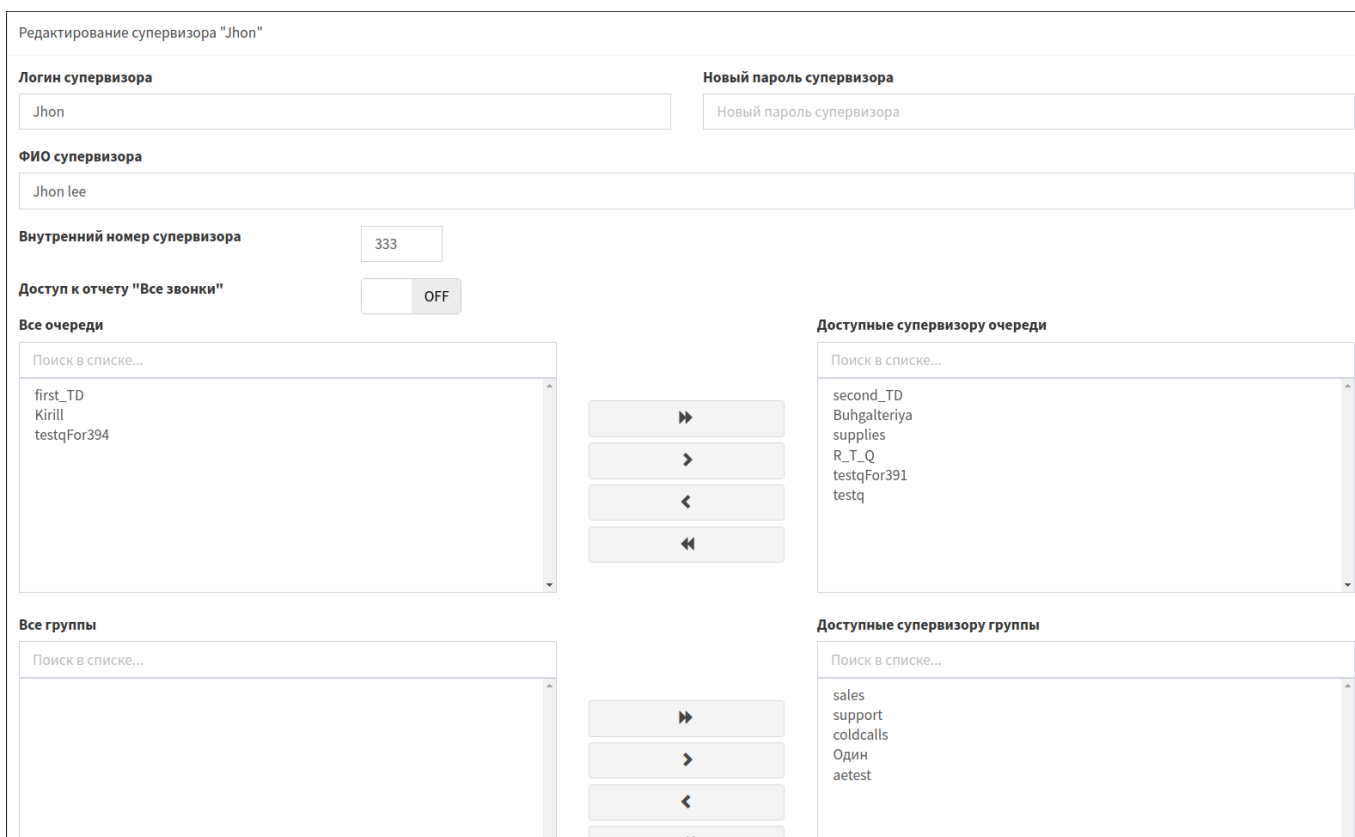 Редактирование супервизора "Jhon"
Логин супервизора
Новый пароль супервизора
Jhon
Новый пароль супервизора
ФИО супервизора
Jhon lee
Внутренний номер супервизора
333
Доступ к отчету "Все звонки"
OFF
Все очереди
Доступные супервизору очереди
Поиск в списке...
Поиск в списке...
first_TD
Kirill
testqFor394
second_TD
Buhgalteriya
supplies
R_T_Q
testqFor391
testq
Все группы
Доступные супервизору группы
Поиск в списке...
Поиск в списке...
sales
support
coldcalls
Один
aetest